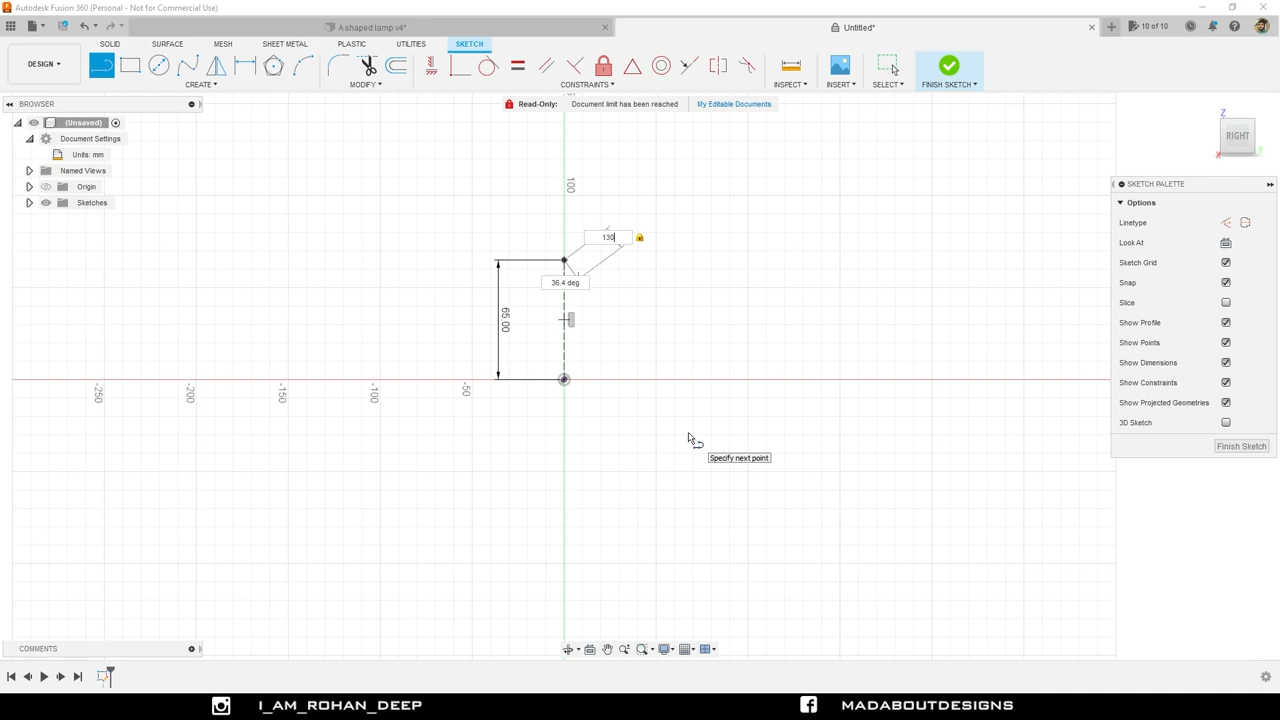 Autodesk Fusion 360 (Personal - Not for Commercial Use)
A shaped lamp v4*
Untitled*
10 of 10
SOLID
SURFACE
MESH
SHEET METAL
PLASTIC
UTILITIES
SKETCH
DESIGN
CREATE
MODIFY
CONSTRAINTS
INSPECT
INSERT
SELECT
FINISH SKETCH
BROWSER
Read-Only:
Document limit has been reached
My Editable Documents
(Unsaved)
Document Settings
Units: mm
Named Views
Origin
Sketches
Z
RIGHT
X
Y
SKETCH PALETTE
Options
Linetype
Look At
Sketch Grid
Snap
Slice
Show Profile
Show Points
Show Dimensions
Show Constraints
Show Projected Geometries
3D Sketch
Finish Sketch
100
130
36.4 deg
65.00
-250
-200
-150
-100
-50
Specify next point
COMMENTS
I_AM_ROHAN_DEEP
MADABOUTDESIGNS